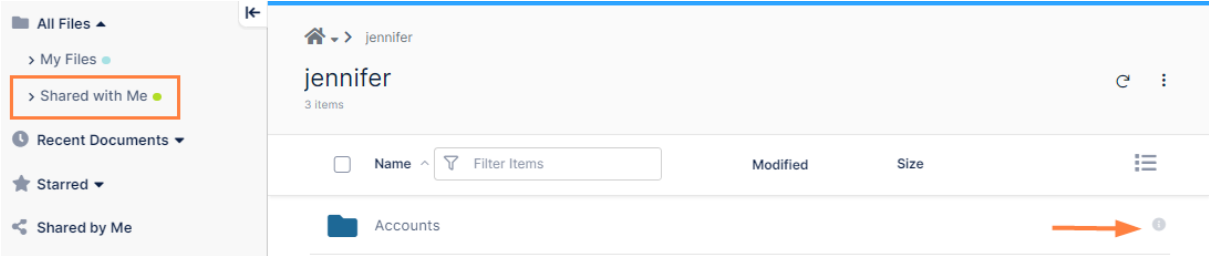 All Files
My Files
Shared with Me
Recent Documents
Starred
Shared by Me
jennifer
jennifer
3 items
Name Filter Items Modified Size
Accounts